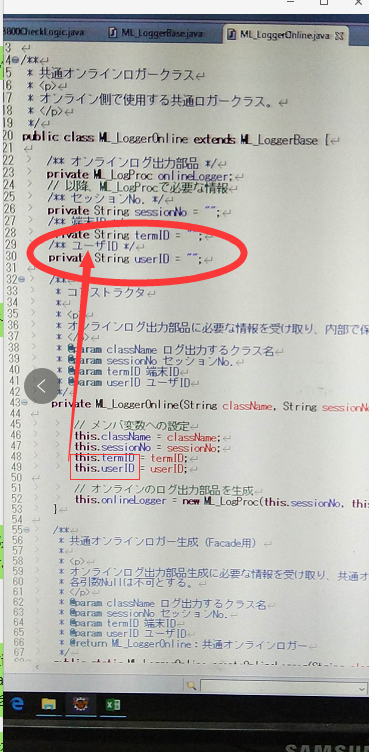 3800CheckLogic.java ML_LoggerBase.java ML_LoggerOnline.java
3
14 /**
15 * 共通オンラインロガークラス
16 * <p>
17 * オンライン側で使用する共通ロガークラス。
18 * </p>
19 */
20 public class ML_LoggerOnline extends ML_LoggerBase {
21
22 /** オンラインログ出力部品 */
23 private ML_LogProc onlineLogger;
24 // 以降、ML_LogProcで必要な情報
25 /** セッションNo. */
26 private String sessionNo = "";
27 /** 端末ID
28 private String termID = "";
29 /** ユーザID */
30 private String userID = "";
31
32 /**
* コンストラクタ
*
* <p>
* オンラインログ出力部品に必要な情報を受け取り、内部で保
* </p>
38 * @param className ログ出力するクラス名
@param sessionNo セッションNo.
@param termID 端末ID
41 * @param userID ユーザID
42 */
43 private ML_LoggerOnline(String className, String sessionNo
44
45 // メンバ変数への設定
46 this.className = className;
47 this.sessionNo = sessionNo;
48 this.termID = termID;
49 this.userID = userID;
50
51 // オンラインのログ出力部品を生成
52 this.onlineLogger = new ML_LogProc(this.sessionNo, this
53 }
54
55 /**
56 * 共通オンラインロガー生成 (Facade用)
57 *
58 * <p>
59 * オンラインログ出力部品生成に必要な情報を受け取り、共通オ
60 * 各引数Nullは不可とする。
61 * </p>
62 * @param className ログ出力するクラス名
63 * @param sessionNo セッションNo.
64 * @param termID 端末ID
65 * @param userID ユーザID
66 * @return ML_LoggerOnline：共通オンラインロガー
67 */
SAMSUNG